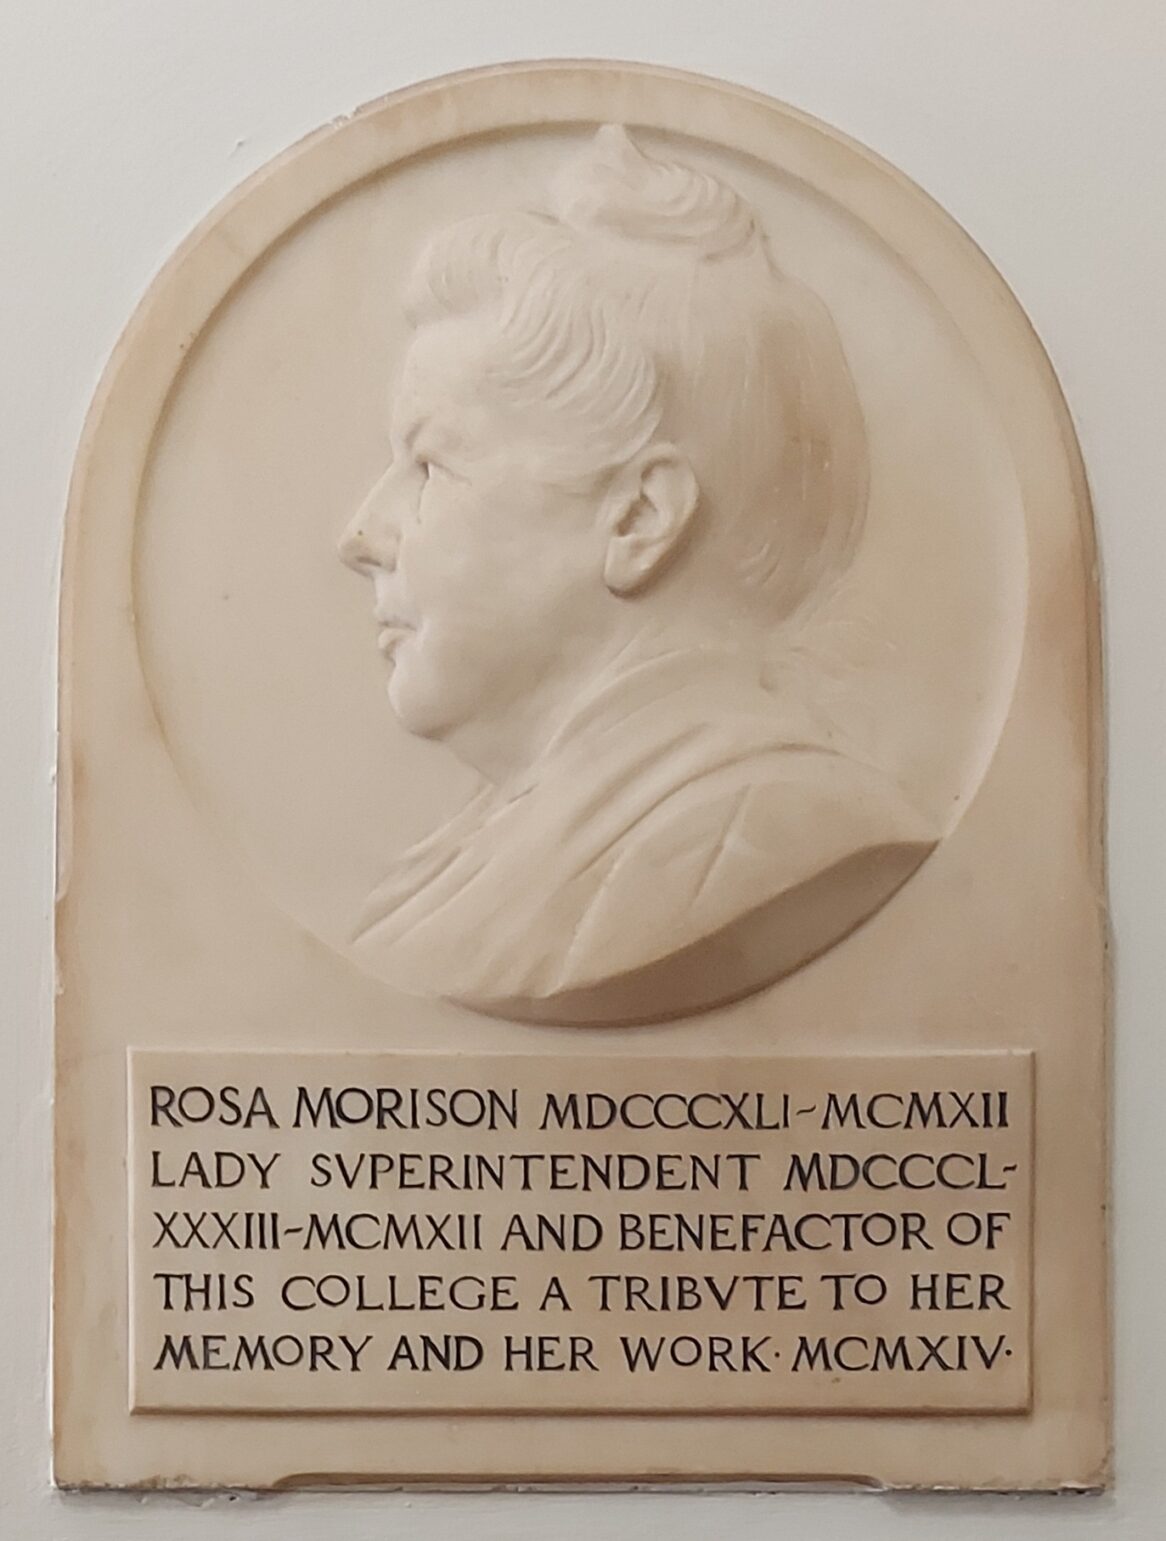 ROSA MORISON MDCCCXLI~MCMXII
LADY SVPERINTENDENT MDCCCL-
XXXIII-MCMXII AND BENEFACTOR OF
THIS COLLEGE A TRIBVTE TO HER
MEMORY AND HER WORK· MCMXIV·